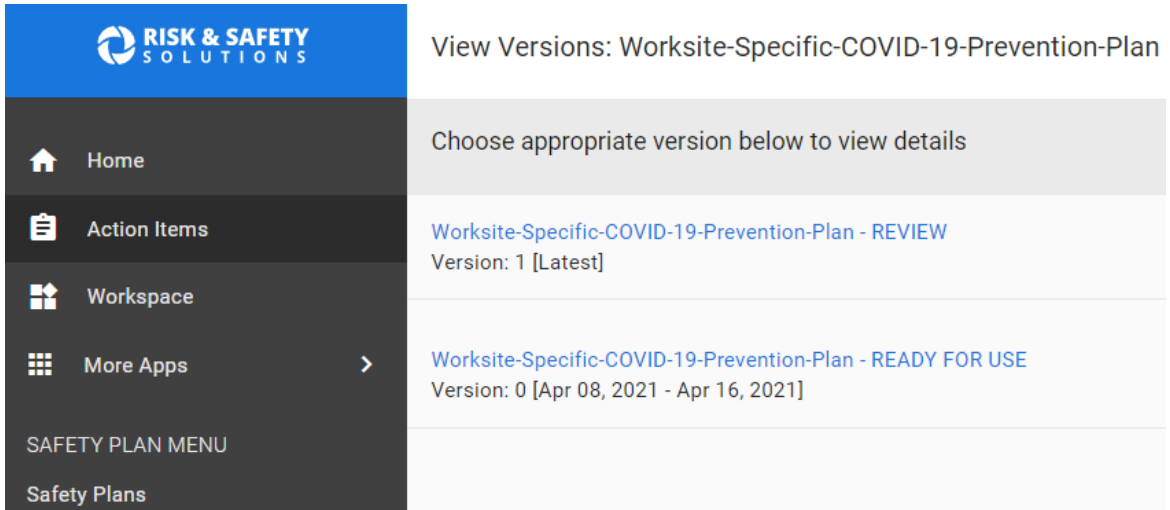 RISK & SAFETY
SOLUTIONS
Home
Action Items
Workspace
More Apps
SAFETY PLAN MENU
Safety Plans
View Versions: Worksite-Specific-COVID-19-Prevention-Plan
Choose appropriate version below to view details
Worksite-Specific-COVID-19-Prevention-Plan - REVIEW
Version: 1 [Latest]
Worksite-Specific-COVID-19-Prevention-Plan - READY FOR USE
Version: 0 [Apr 08, 2021 - Apr 16, 2021]